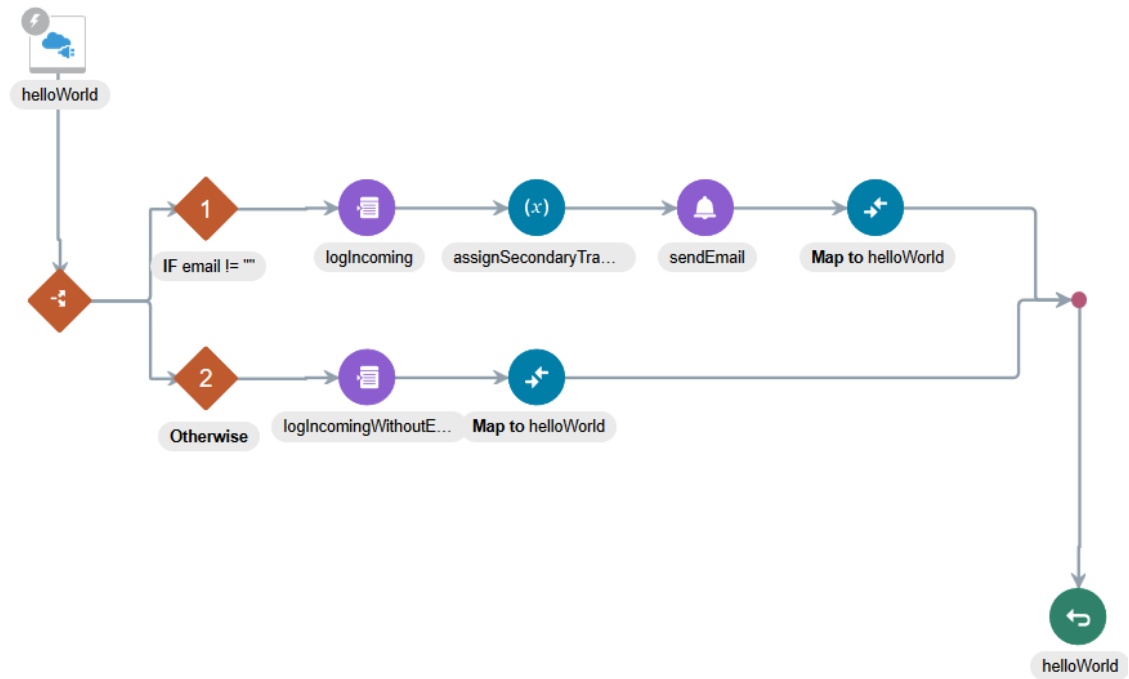 helloWorld
1
IF email != ""
logIncoming
(x)
assignSecondaryTra...
sendEmail
Map to helloWorld
2
Otherwise
logIncomingWithoutE...
Map to helloWorld
helloWorld